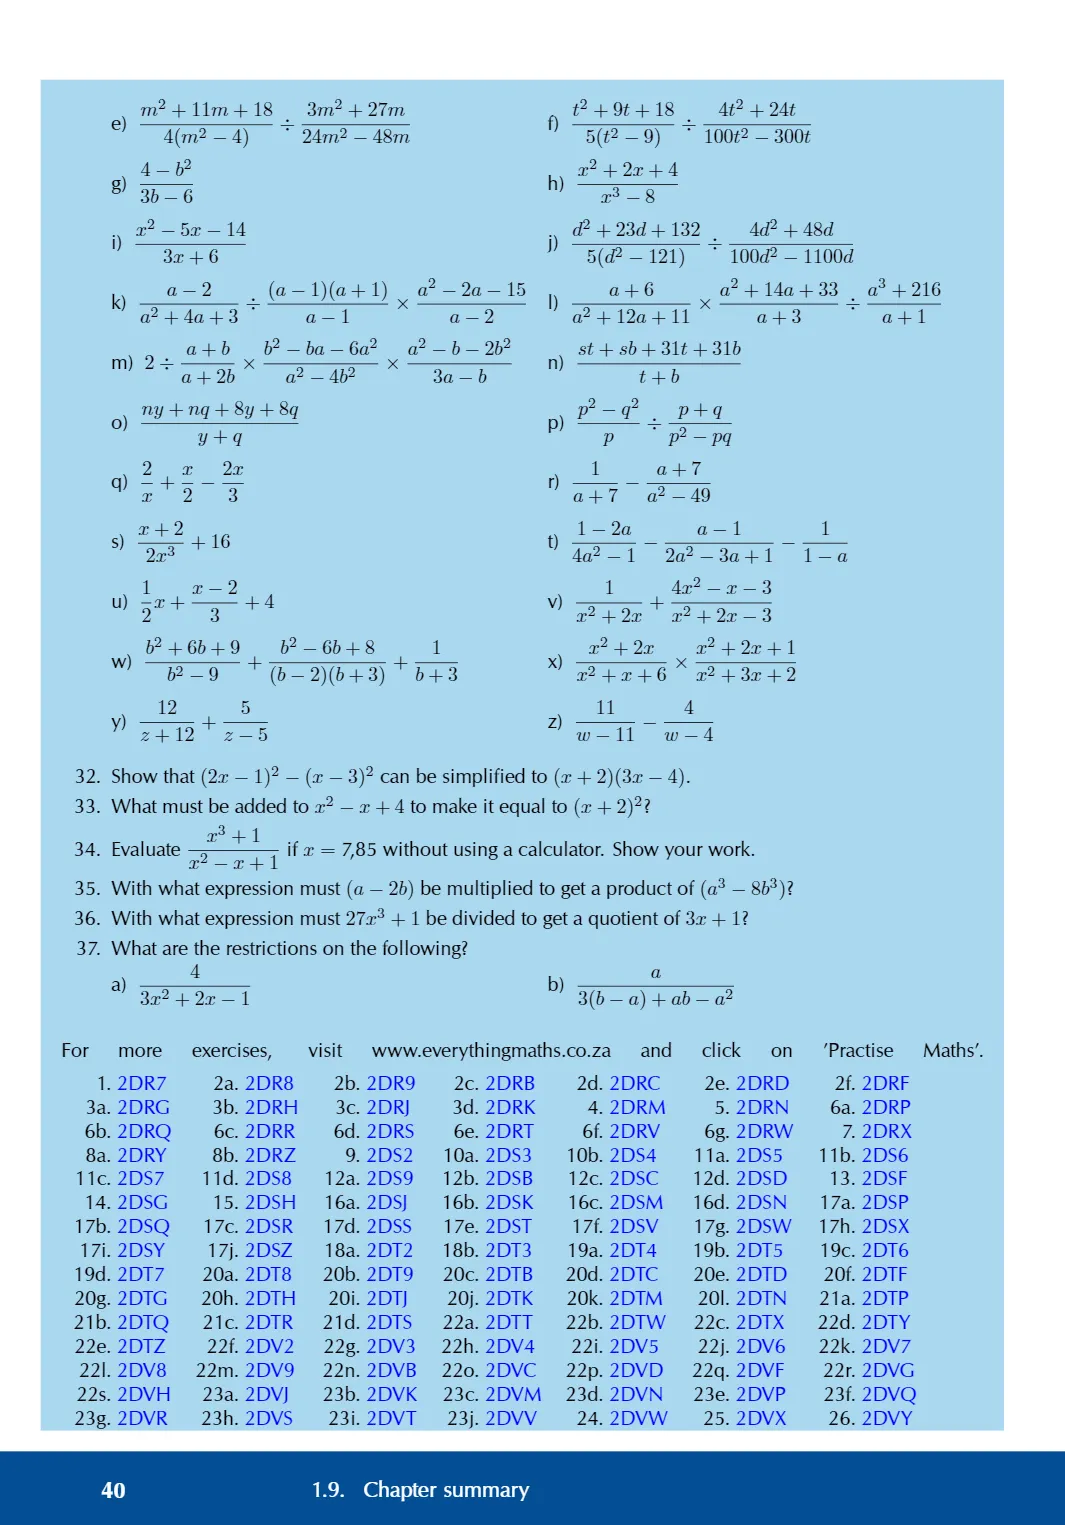 e) \frac{m^2 + 11m + 18}{4(m^2 − 4)} ÷ \frac{3m^2 + 27m}{24m^2 − 48m} f) \frac{t^2 + 9t + 18}{5(t^2 − 9)} ÷ \frac{4t^2 + 24t}{100t^2 − 300t}
g) \frac{4 − b^2}{3b − 6} h) \frac{x^2 + 2x + 4}{x^3 − 8}
i) \frac{x^2 − 5x − 14}{3x + 6} j) \frac{d^2 + 23d + 132}{5(d^2 − 121)} ÷ \frac{4d^2 + 48d}{100d^2 − 1100d}
k) \frac{a − 2}{a^2 + 4a + 3} ÷ \frac{(a − 1)(a + 1)}{a − 1} × \frac{a^2 − 2a − 15}{a − 2} l) \frac{a + 6}{a^2 + 12a + 11} × \frac{a^2 + 14a + 33}{a + 3} ÷ \frac{a^3 + 216}{a + 1}
m) 2 ÷ \frac{a + b}{a + 2b} × \frac{b^2 − ba − 6a^2}{a^2 − 4b^2} × \frac{a^2 − b − 2b^2}{3a − b} n) \frac{st + sb + 31t + 31b}{t + b}
o) \frac{ny + nq + 8y + 8q}{y + q} p) \frac{p^2 − q^2}{p} ÷ \frac{p + q}{p^2 − pq}
q) \frac{2}{x} + \frac{x}{2} − \frac{2x}{3} r) \frac{1}{a + 7} − \frac{a + 7}{a^2 − 49}
s) \frac{x + 2}{2x^3} + 16 t) \frac{1 − 2a}{4a^2 − 1} − \frac{a − 1}{2a^2 − 3a + 1} − \frac{1}{1 − a}
u) \frac{1}{2}x + \frac{x − 2}{3} + 4 v) \frac{1}{x^2 + 2x} + \frac{4x^2 − x − 3}{x^2 + 2x − 3}
w) \frac{b^2 + 6b + 9}{b^2 − 9} + \frac{b^2 − 6b + 8}{(b − 2)(b + 3)} + \frac{1}{b + 3} x) \frac{x^2 + 2x}{x^2 + x + 6} × \frac{x^2 + 2x + 1}{x^2 + 3x + 2}
y) \frac{12}{z + 12} + \frac{5}{z − 5} z) \frac{11}{w − 11} − \frac{4}{w − 4}
32. Show that (2x − 1)^2 − (x − 3)^2 can be simplified to (x + 2)(3x − 4).
33. What must be added to x^2 − x + 4 to make it equal to (x + 2)^2?
34. Evaluate \frac{x^3 + 1}{x^2 − x + 1} if x = 7,85 without using a calculator. Show your work.
35. With what expression must (a − 2b) be multiplied to get a product of (a^3 − 8b^3)?
36. With what expression must 27x^3 + 1 be divided to get a quotient of 3x + 1?
37. What are the restrictions on the following?
a) \frac{4}{3x^2 + 2x − 1} b) \frac{a}{3(b − a) + ab − a^2}
For more exercises, visit www.everythingmaths.co.za and click on ’Practise Maths’.
1. 2DR7 2a. 2DR8 2b. 2DR9 2c. 2DRB 2d. 2DRC 2e. 2DRD 2f. 2DRF
3a. 2DRG 3b. 2DRH 3c. 2DRJ 3d. 2DRK 4. 2DRM 5. 2DRN 6a. 2DRP
6b. 2DRQ 6c. 2DRR 6d. 2DRS 6e. 2DRT 6f. 2DRV 6g. 2DRW 7. 2DRX
8a. 2DRY 8b. 2DRZ 9. 2DS2 10a. 2DS3 10b. 2DS4 11a. 2DS5 11b. 2DS6
11c. 2DS7 11d. 2DS8 12a. 2DS9 12b. 2DSB 12c. 2DSC 12d. 2DSD 13. 2DSF
14. 2DSG 15. 2DSH 16a. 2DSJ 16b. 2DSK 16c. 2DSM 16d. 2DSN 17a. 2DSP
17b. 2DSQ 17c. 2DSR 17d. 2DSS 17e. 2DST 17f. 2DSV 17g. 2DSW 17h. 2DSX
17i. 2DSY 17j. 2DSZ 18a. 2DT2 18b. 2DT3 19a. 2DT4 19b. 2DT5 19c. 2DT6
19d. 2DT7 20a. 2DT8 20b. 2DT9 20c. 2DTB 20d. 2DTC 20e. 2DTD 20f. 2DTF
20g. 2DTG 20h. 2DTH 20i. 2DTJ 20j. 2DTK 20k. 2DTM 20l. 2DTN 21a. 2DTP
21b. 2DTQ 21c. 2DTR 21d. 2DTS 22a. 2DTT 22b. 2DTW 22c. 2DTX 22d. 2DTY
22e. 2DTZ 22f. 2DV2 22g. 2DV3 22h. 2DV4 22i. 2DV5 22j. 2DV6 22k. 2DV7
22l. 2DV8 22m. 2DV9 22n. 2DVB 22o. 2DVC 22p. 2DVD 22q. 2DVF 22r. 2DVG
22s. 2DVH 23a. 2DVJ 23b. 2DVK 23c. 2DVM 23d. 2DVN 23e. 2DVP 23f. 2DVQ
23g. 2DVR 23h. 2DVS 23i. 2DVT 23j. 2DVV 24. 2DVW 25. 2DVX 26. 2DVY
40 1.9. Chapter summary